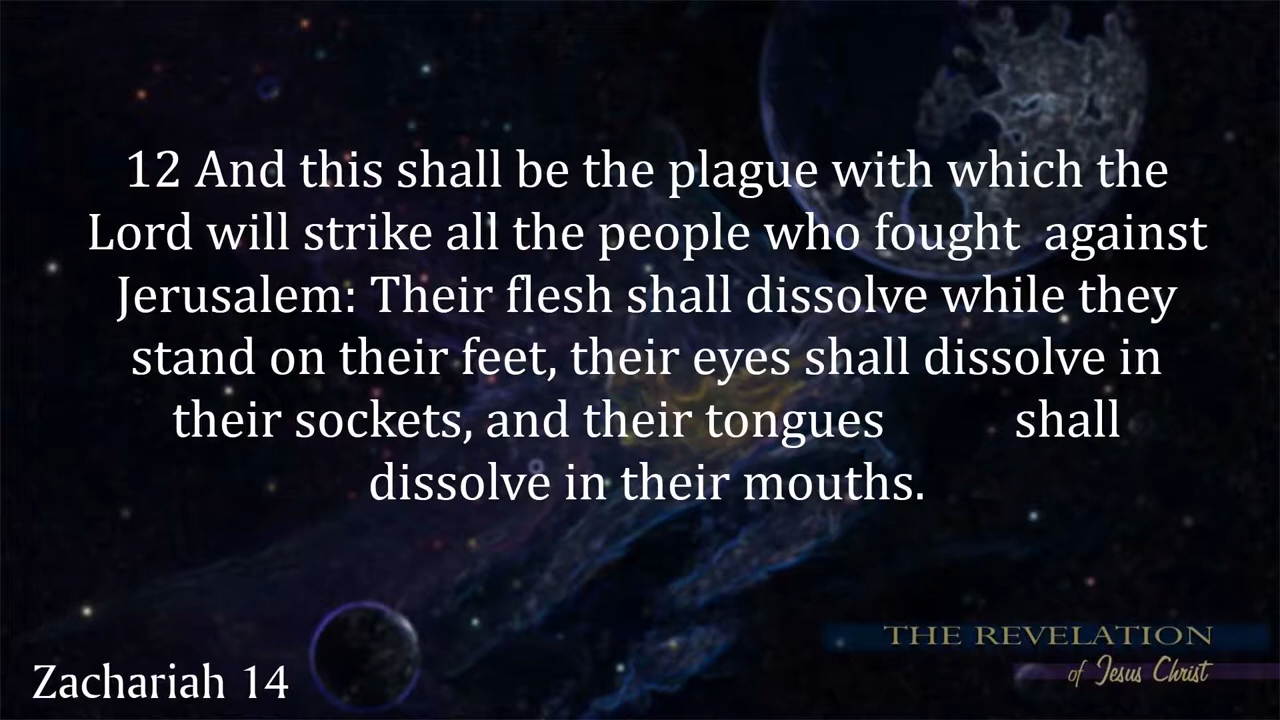 12 And this shall be the plague with which the
Lord will strike all the people who fought  against
Jerusalem: Their flesh shall dissolve while they
stand on their feet, their eyes shall dissolve in
their sockets, and their tongues          shall
dissolve in their mouths.
THE REVELATION
of Jesus Christ
Zachariah 14